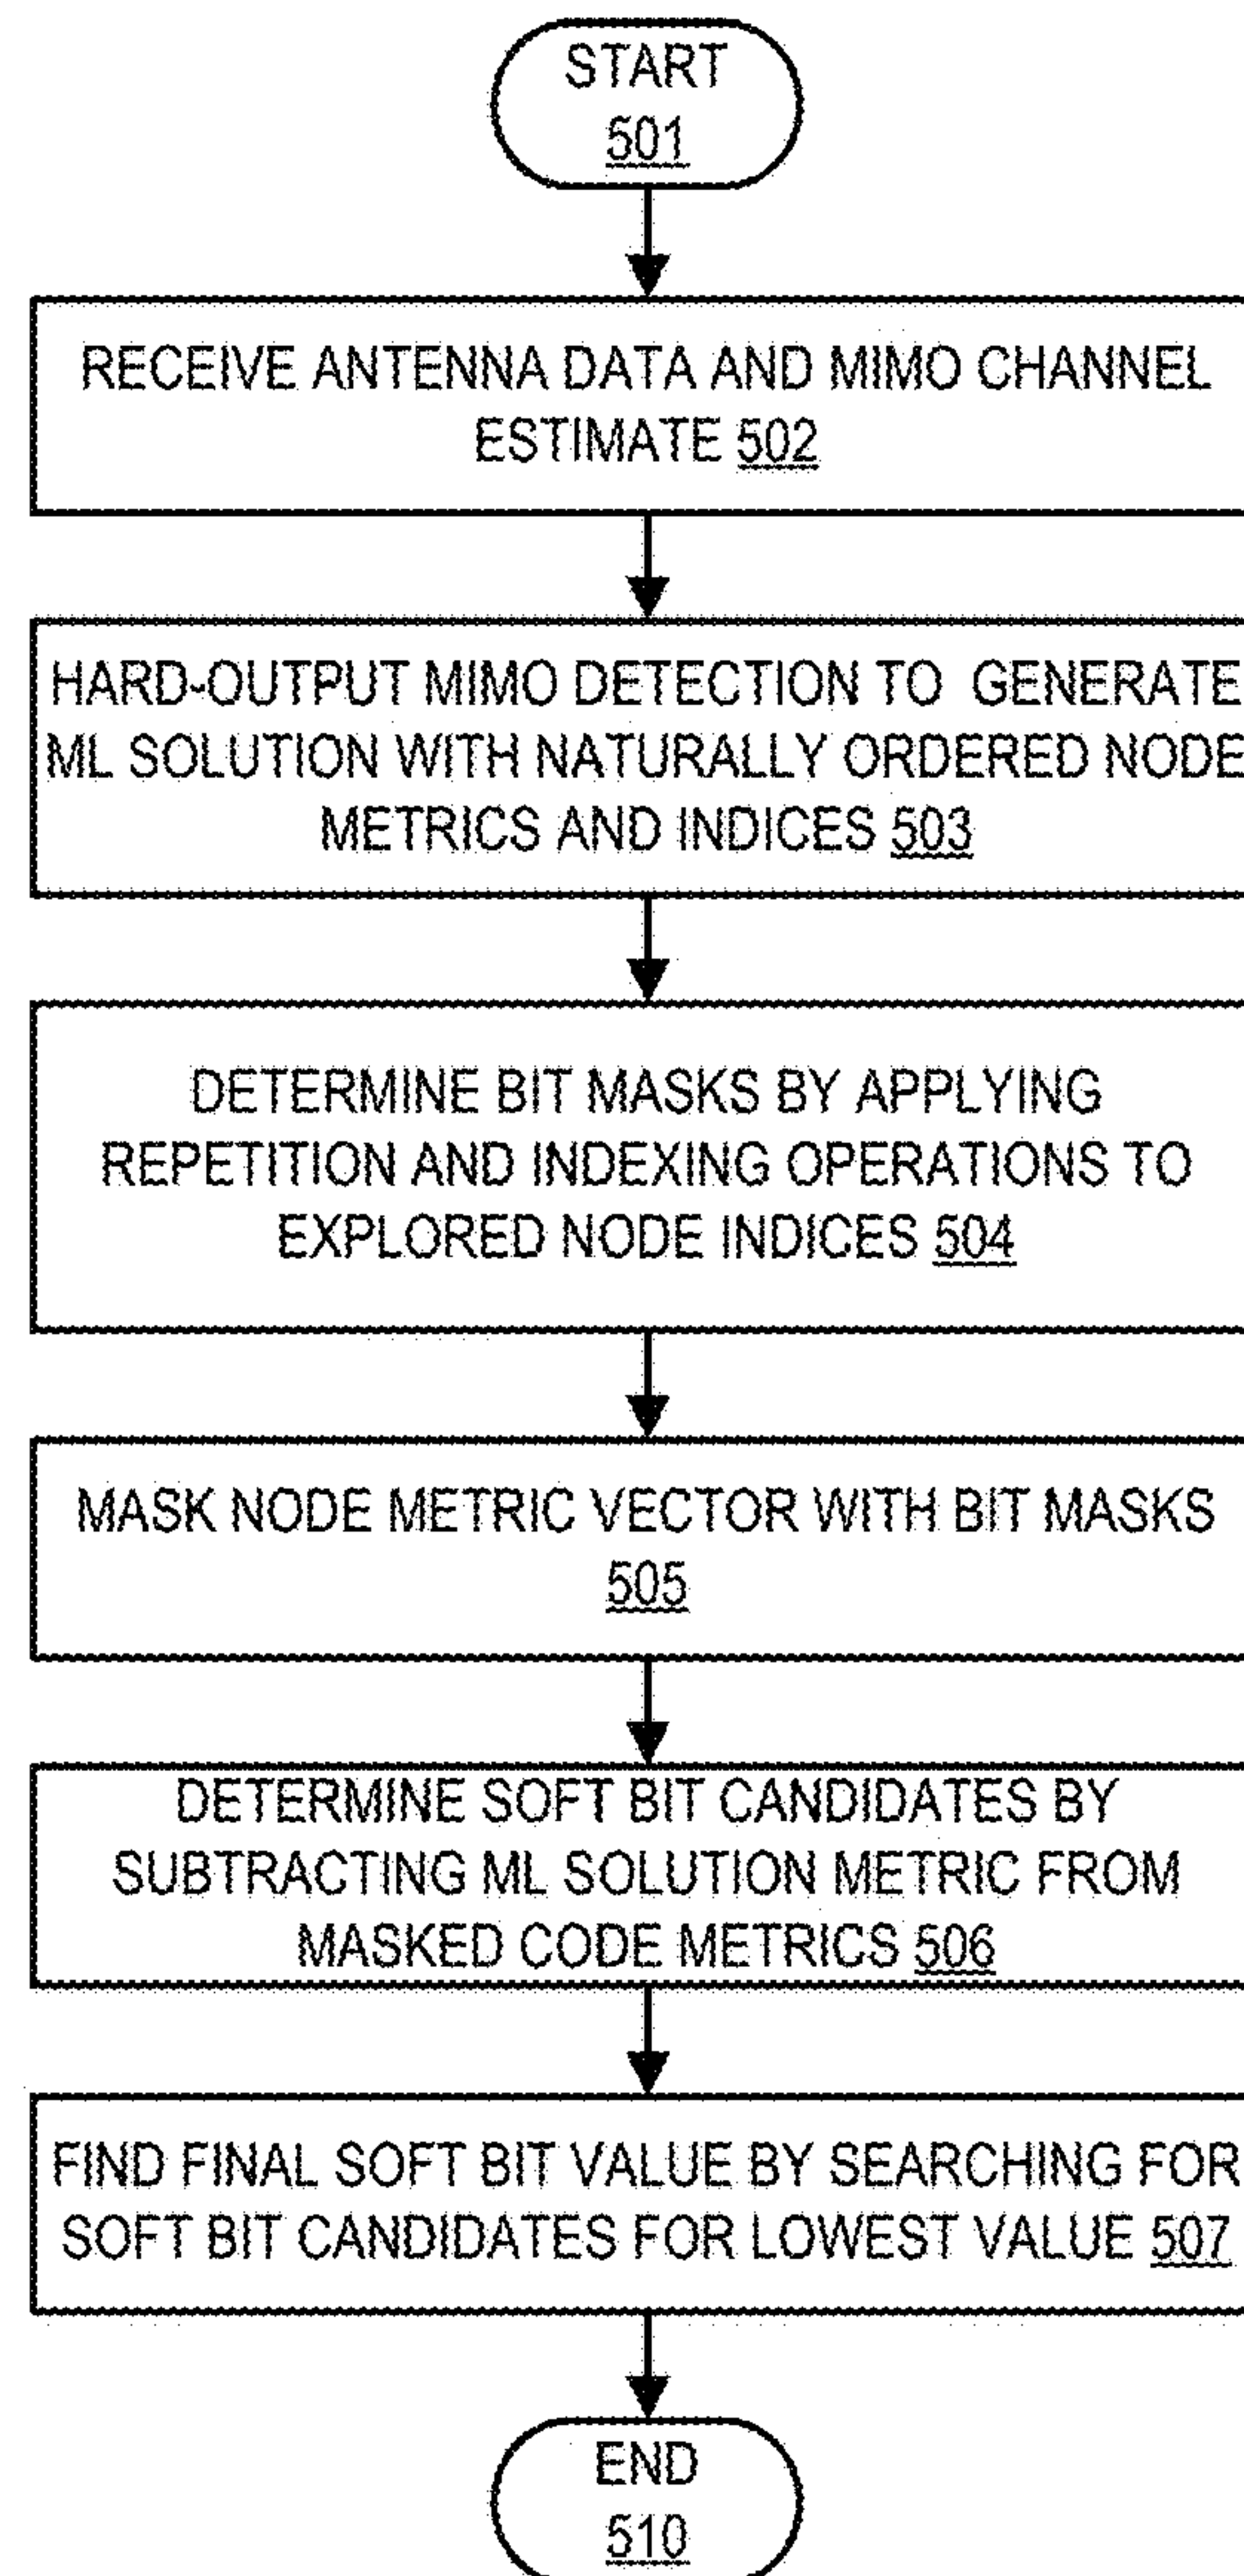 START
501
RECEIVE ANTENNA DATA AND MIMO CHANNEL
ESTIMATE 502
HARD-OUTPUT MIMO DETECTION TO GENERATE
ML SOLUTION WITH NATURALLY ORDERED NODE
METRICS AND INDICES 503
DETERMINE BIT MASKS BY APPLYING
REPETITION AND INDEXING OPERATIONS TO
EXPLORED NODE INDICES 504
MASK NODE METRIC VECTOR WITH BIT MASKS
505
DETERMINE SOFT BIT CANDIDATES BY
SUBTRACTING ML SOLUTION METRIC FROM
MASKED CODE METRICS 506
FIND FINAL SOFT BIT VALUE BY SEARCHING FOR
SOFT BIT CANDIDATES FOR LOWEST VALUE 507
END
510